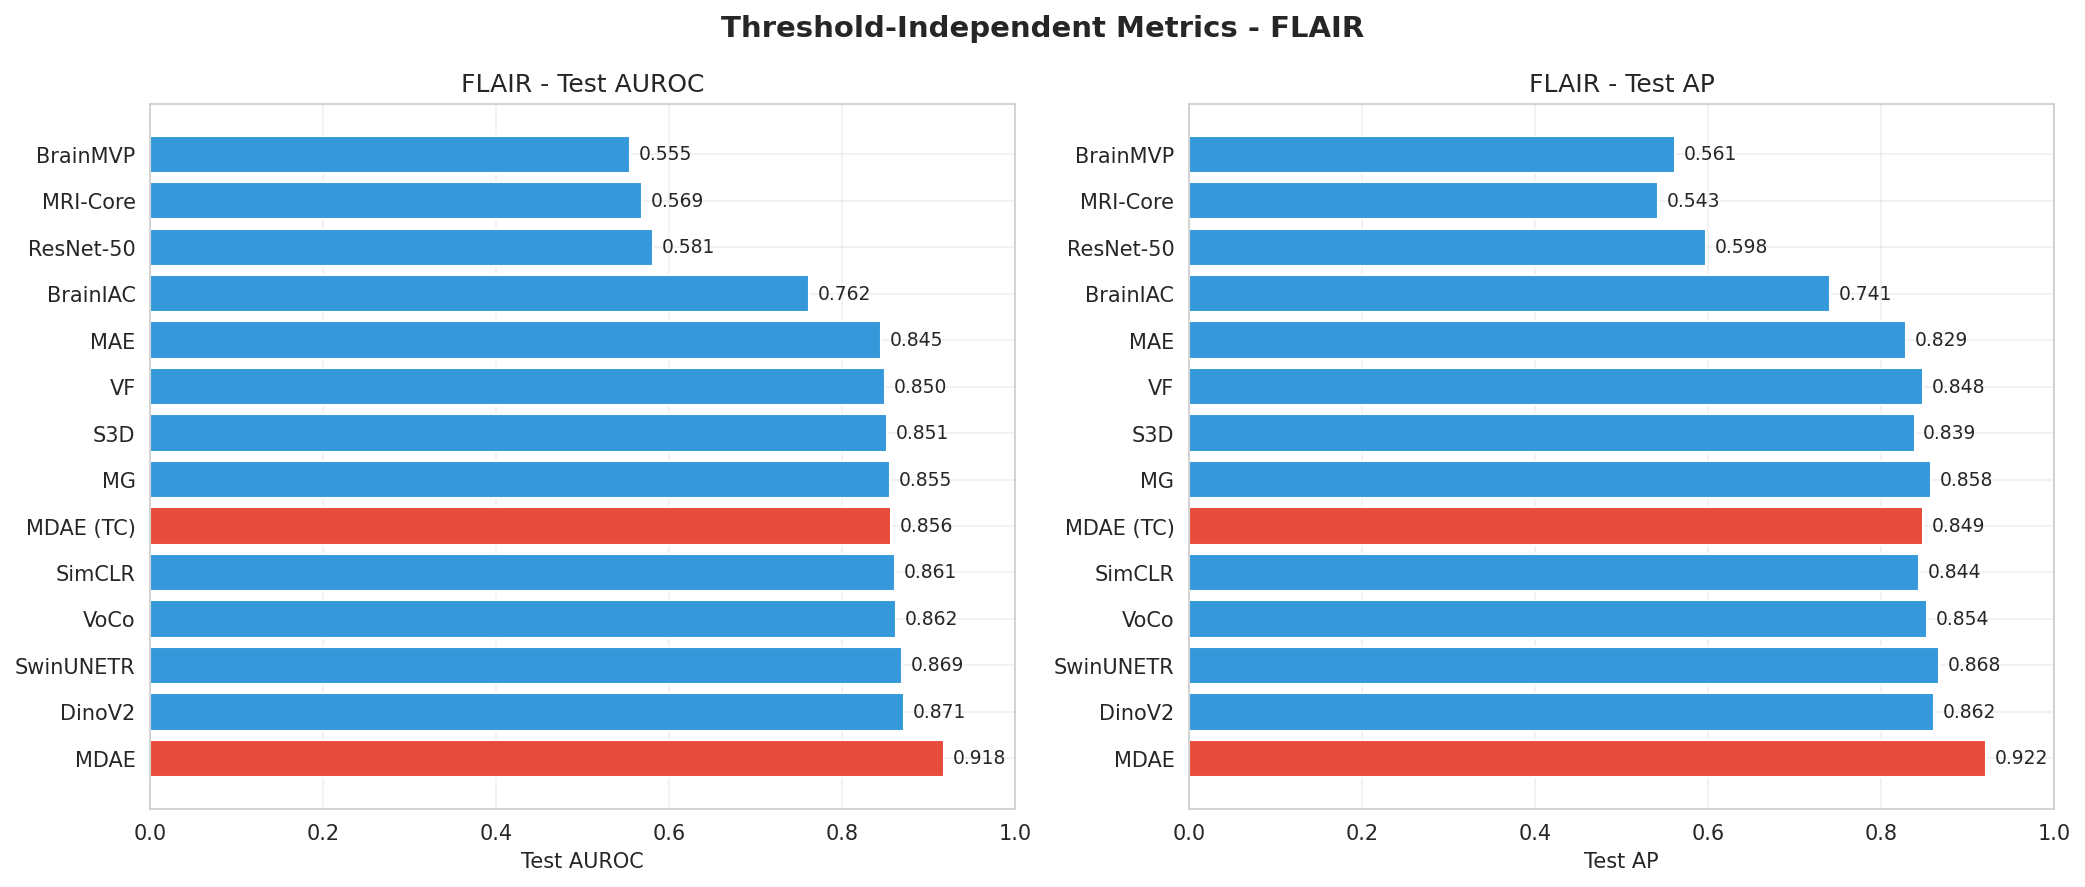 Threshold-Independent Metrics - FLAIR
FLAIR - Test AUROC
BrainMVP 0.555
MRI-Core 0.569
ResNet-50 0.581
BrainIAC 0.762
MAE 0.845
VF 0.850
S3D 0.851
MG 0.855
MDAE (TC) 0.856
SimCLR 0.861
VoCo 0.862
SwinUNETR 0.869
DinoV2 0.871
MDAE 0.918
0.0 0.2 0.4 0.6 0.8 1.0
Test AUROC
FLAIR - Test AP
BrainMVP 0.561
MRI-Core 0.543
ResNet-50 0.598
BrainIAC 0.741
MAE 0.829
VF 0.848
S3D 0.839
MG 0.858
MDAE (TC) 0.849
SimCLR 0.844
VoCo 0.854
SwinUNETR 0.868
DinoV2 0.862
MDAE 0.922
0.0 0.2 0.4 0.6 0.8 1.0
Test AP